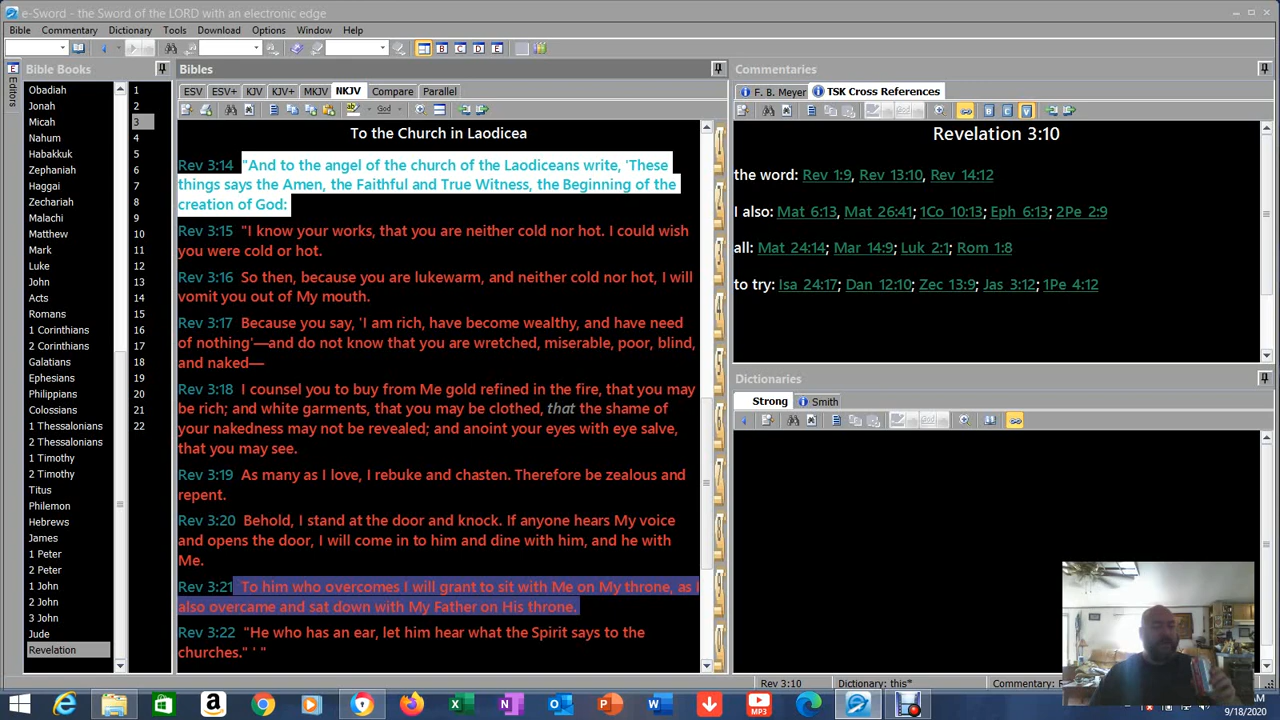 e-Sword - the Sword of the LORD with an electronic edge
Bible Commentary Dictionary Tools Download Options Window Help
B C D E
Editors
Bible Books
Obadiah
Jonah
Micah
Nahum
Habakkuk
Zephaniah
Haggai
Zechariah
Malachi
Matthew
Mark
Luke
John
Acts
Romans
1 Corinthians
2 Corinthians
Galatians
Ephesians
Philippians
Colossians
1 Thessalonians
2 Thessalonians
1 Timothy
2 Timothy
Titus
Philemon
Hebrews
James
1 Peter
2 Peter
1 John
2 John
3 John
Jude
Revelation
1
2
3
4
5
6
7
8
9
10
11
12
13
14
15
16
17
18
19
20
21
22
Bibles
ESV ESV+ KJV KJV+ MKJV NKJV Compare Parallel
God
To the Church in Laodicea
Rev 3:14 "And to the angel of the church of the Laodiceans write, 'These
things says the Amen, the Faithful and True Witness, the Beginning of the
creation of God:
Rev 3:15 "I know your works, that you are neither cold nor hot. I could wish
you were cold or hot.
Rev 3:16 So then, because you are lukewarm, and neither cold nor hot, I will
vomit you out of My mouth.
Rev 3:17 Because you say, 'I am rich, have become wealthy, and have need
of nothing'—and do not know that you are wretched, miserable, poor, blind,
and naked—
Rev 3:18 I counsel you to buy from Me gold refined in the fire, that you may
be rich; and white garments, that you may be clothed, that the shame of
your nakedness may not be revealed; and anoint your eyes with eye salve,
that you may see.
Rev 3:19 As many as I love, I rebuke and chasten. Therefore be zealous and
repent.
Rev 3:20 Behold, I stand at the door and knock. If anyone hears My voice
and opens the door, I will come in to him and dine with him, and he with
Me.
Rev 3:21 To him who overcomes I will grant to sit with Me on My throne, as I
also overcame and sat down with My Father on His throne.
Rev 3:22 "He who has an ear, let him hear what the Spirit says to the
churches." ' "
1
2
3
4
5
6
7
8
9
Commentaries
F. B. Meyer TSK Cross References
God B C V
Revelation 3:10
the word: Rev 1:9, Rev 13:10, Rev 14:12
I also: Mat 6:13, Mat 26:41; 1Co 10:13; Eph 6:13; 2Pe 2:9
all: Mat 24:14; Mar 14:9; Luk 2:1; Rom 1:8
to try: Isa 24:17; Dan 12:10; Zec 13:9; Jas 3:12; 1Pe 4:12
Dictionaries
Strong Smith
God
Rev 3:10 Dictionary: this* Commentary:
MP3
9/18/2020